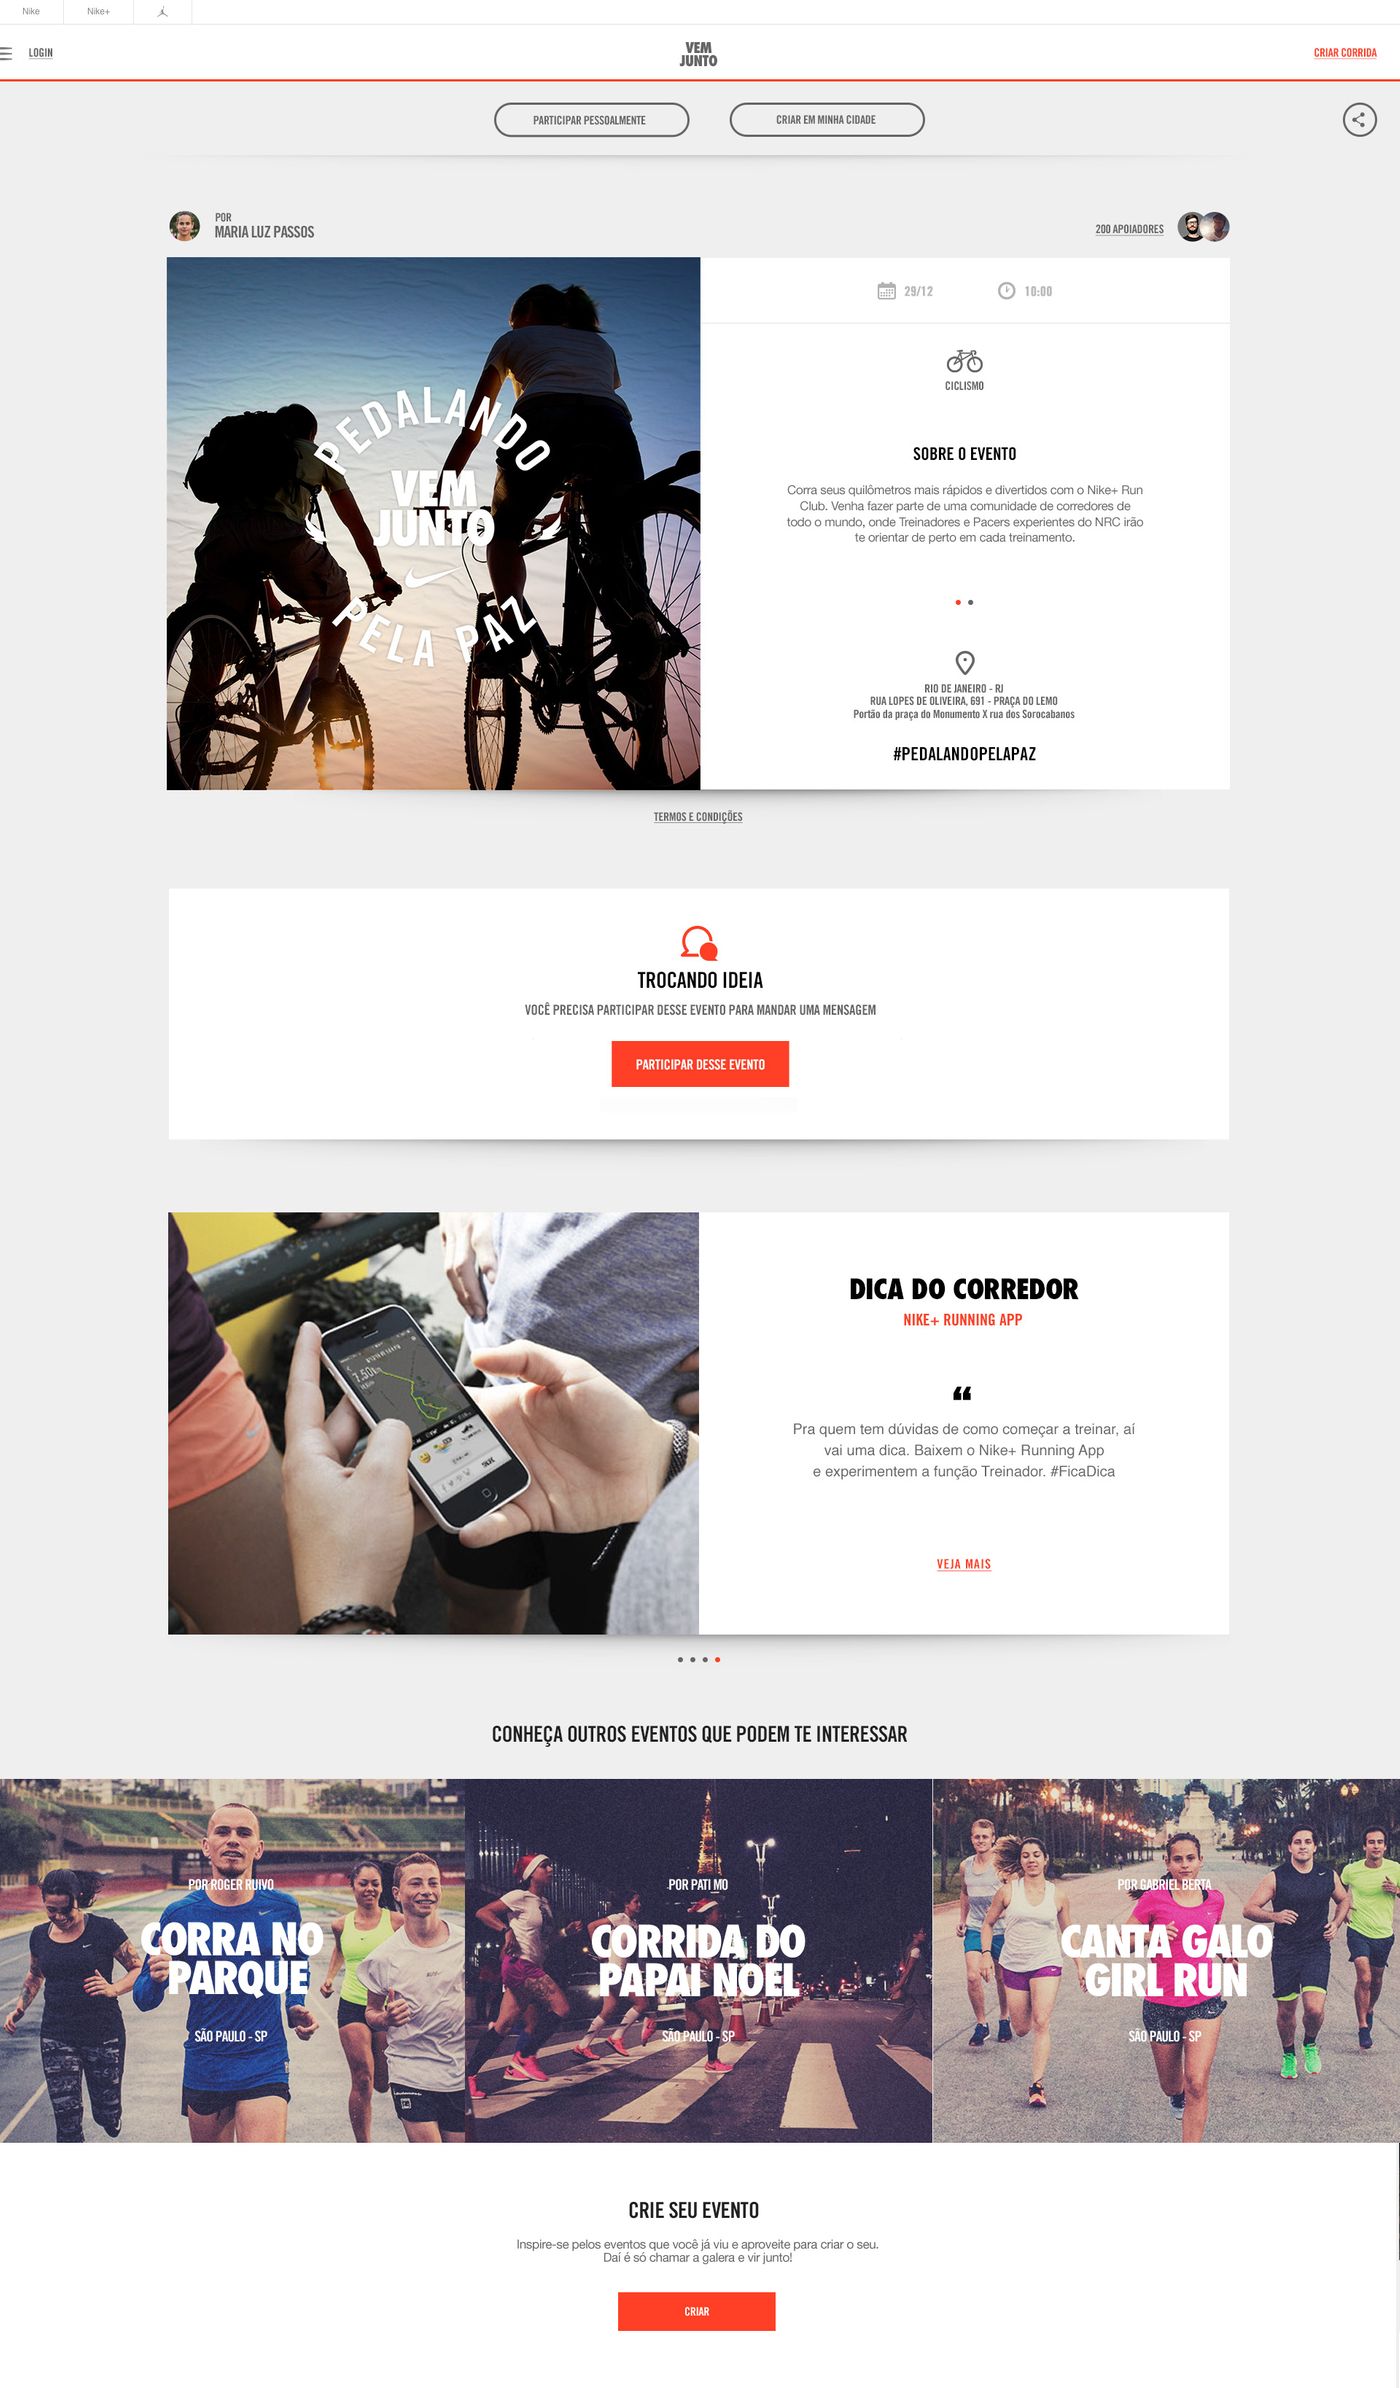 Nike
Nike+
LOGIN
VEM
JUNTO
CRIAR CORRIDA
PARTICIPAR PESSOALMENTE
CRIAR EM MINHA CIDADE
POR
MARIA LUZ PASSOS
200 APOIADORES
PEDALANDO
VEM
JUNTO
PELA PAZ
29/12
10:00
CICLISMO
SOBRE O EVENTO
Corra seus quilômetros mais rápidos e divertidos com o Nike+ Run
Club. Venha fazer parte de uma comunidade de corredores de
todo o mundo, onde Treinadores e Pacers experientes do NRC irão
te orientar de perto em cada treinamento.
RIO DE JANEIRO - RJ
RUA LOPES DE OLIVEIRA, 691 - PRAÇA DO LEMO
Portão da praça do Monumento X rua dos Sorocabanos
#PEDALANDOPELAPAZ
TERMOS E CONDIÇÕES
TROCANDO IDEIA
VOCÊ PRECISA PARTICIPAR DESSE EVENTO PARA MANDAR UMA MENSAGEM
PARTICIPAR DESSE EVENTO
7.50k
DICA DO CORREDOR
NIKE+ RUNNING APP
“
Pra quem tem dúvidas de como começar a treinar, aí
vai uma dica. Baixem o Nike+ Running App
e experimentem a função Treinador. #FicaDica
VEJA MAIS
CONHEÇA OUTROS EVENTOS QUE PODEM TE INTERESSAR
POR ROGER RUIVO
CORRA NO
PARQUE
SÃO PAULO - SP
POR PATI MO
CORRIDA DO
PAPAI NOEL
SÃO PAULO - SP
POR GABRIEL BERTA
CANTA GALO
GIRL RUN
SÃO PAULO - SP
CRIE SEU EVENTO
Inspire-se pelos eventos que você já viu e aproveite para criar o seu.
Daí é só chamar a galera e vir junto!
CRIAR